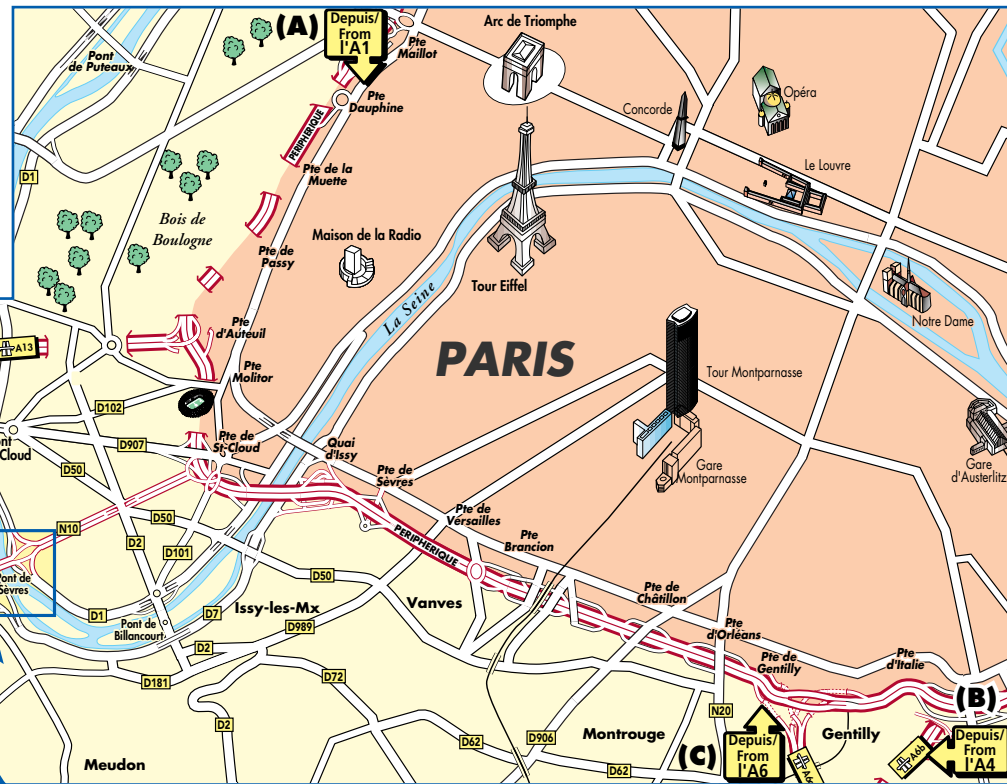 (A)
Depuis/
From
l'A1
Pte
Maillot
Arc de Triomphe
Pont
de Puteaux
Pte
Dauphine
Opéra
Concorde
PERIPHERIQUE
D1
Pte de la
Muette
Le Louvre
Bois de
Boulogne
Maison de la Radio
Pte de
Passy
Tour Eiffel
La Seine
Notre Dame
Pte
d'Auteuil
A13
PARIS
Pte
Molitor
Tour Montparnasse
D102
D907
Pte de
St-Cloud
Quai
d'Issy
Cloud
D50
Pte de
Sèvres
Gare
Montparnasse
Gare
d'Austerlitz
N10
D50
Pte de
Versailles
PERIPHERIQUE
Pte
Brancion
D2
D101
Pont de
Sèvres
D50
Pte de
Châtillon
D1
D7
Issy-les-Mx
Vanves
Pont de
Billancourt
D989
Pte
d'Orléans
D2
Pte de
Gentilly
Pte
d'Italie
D181
D72
N20
(B)
D2
D62
D906
Montrouge
(C)
Depuis/
From
l'A6
Gentilly
A6b
Depuis/
From
l'A4
Meudon
D62